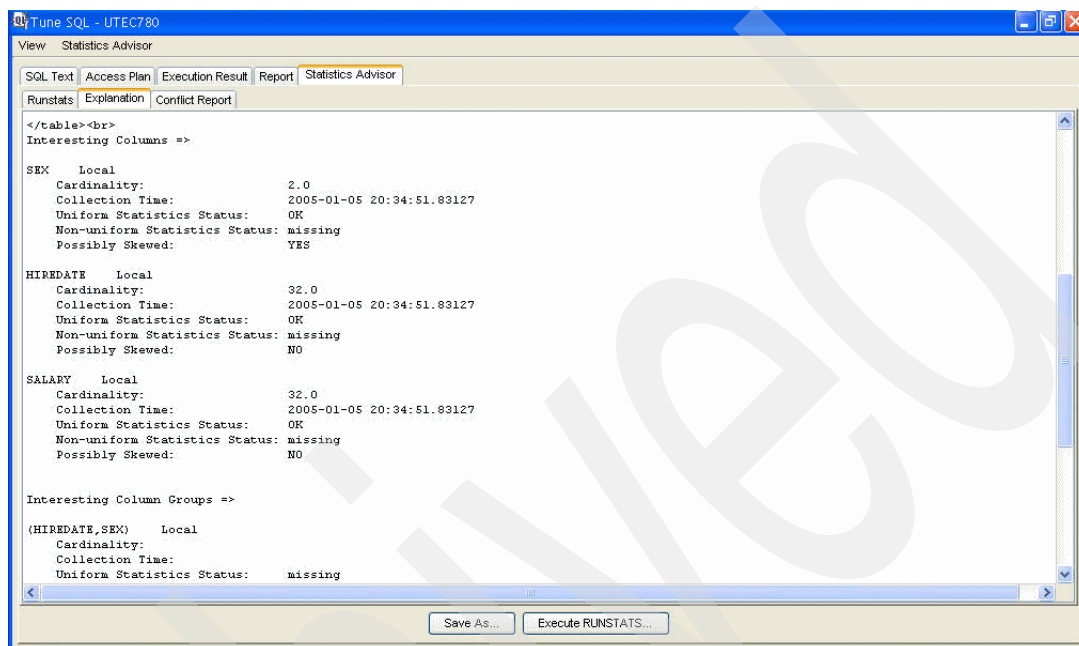 Tune SQL - UTEC780
View Statistics Advisor
SQL Text Access Plan Execution Result Report Statistics Advisor
Runstats Explanation Conflict Report
</table><br>
Interesting Columns =>
SEX Local
Cardinality: 2.0
Collection Time: 2005-01-05 20:34:51.83127
Uniform Statistics Status: OK
Non-uniform Statistics Status: missing
Possibly Skewed: YES
HIREDATE Local
Cardinality: 32.0
Collection Time: 2005-01-05 20:34:51.83127
Uniform Statistics Status: OK
Non-uniform Statistics Status: missing
Possibly Skewed: NO
SALARY Local
Cardinality: 32.0
Collection Time: 2005-01-05 20:34:51.83127
Uniform Statistics Status: OK
Non-uniform Statistics Status: missing
Possibly Skewed: NO
Interesting Column Groups =>
(HIREDATE,SEX) Local
Cardinality:
Collection Time:
Uniform Statistics Status: missing
Save As... Execute RUNSTATS...